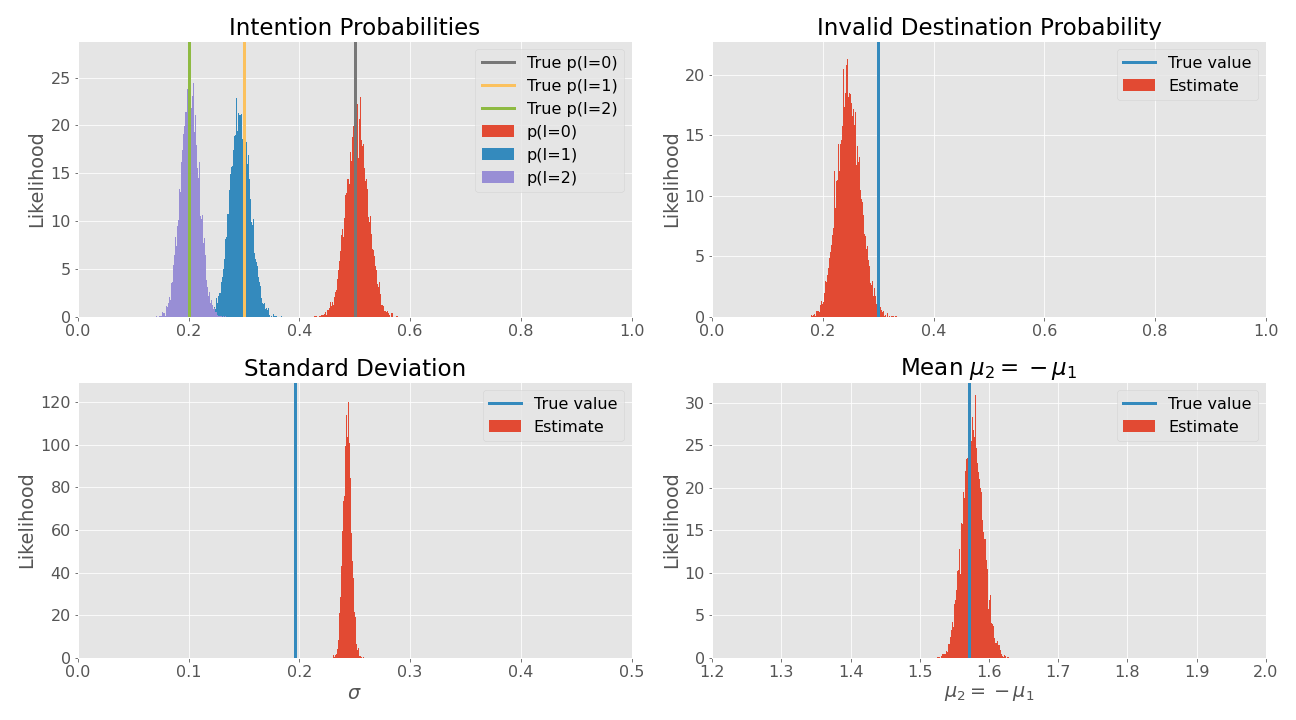 Intention Probabilities
Likelihood
25
20
15
10
5
0
0.0 0.2 0.4 0.6 0.8 1.0
True p(I=0)
True p(I=1)
True p(I=2)
p(I=0)
p(I=1)
p(I=2)
Invalid Destination Probability
Likelihood
20
15
10
5
0
0.0 0.2 0.4 0.6 0.8 1.0
True value
Estimate
Standard Deviation
Likelihood
120
100
80
60
40
20
0
0.0 0.1 0.2 0.3 0.4 0.5
σ
True value
Estimate
Mean μ₂ = −μ₁
Likelihood
30
25
20
15
10
5
0
1.2 1.3 1.4 1.5 1.6 1.7 1.8 1.9 2.0
μ₂ = −μ₁
True value
Estimate